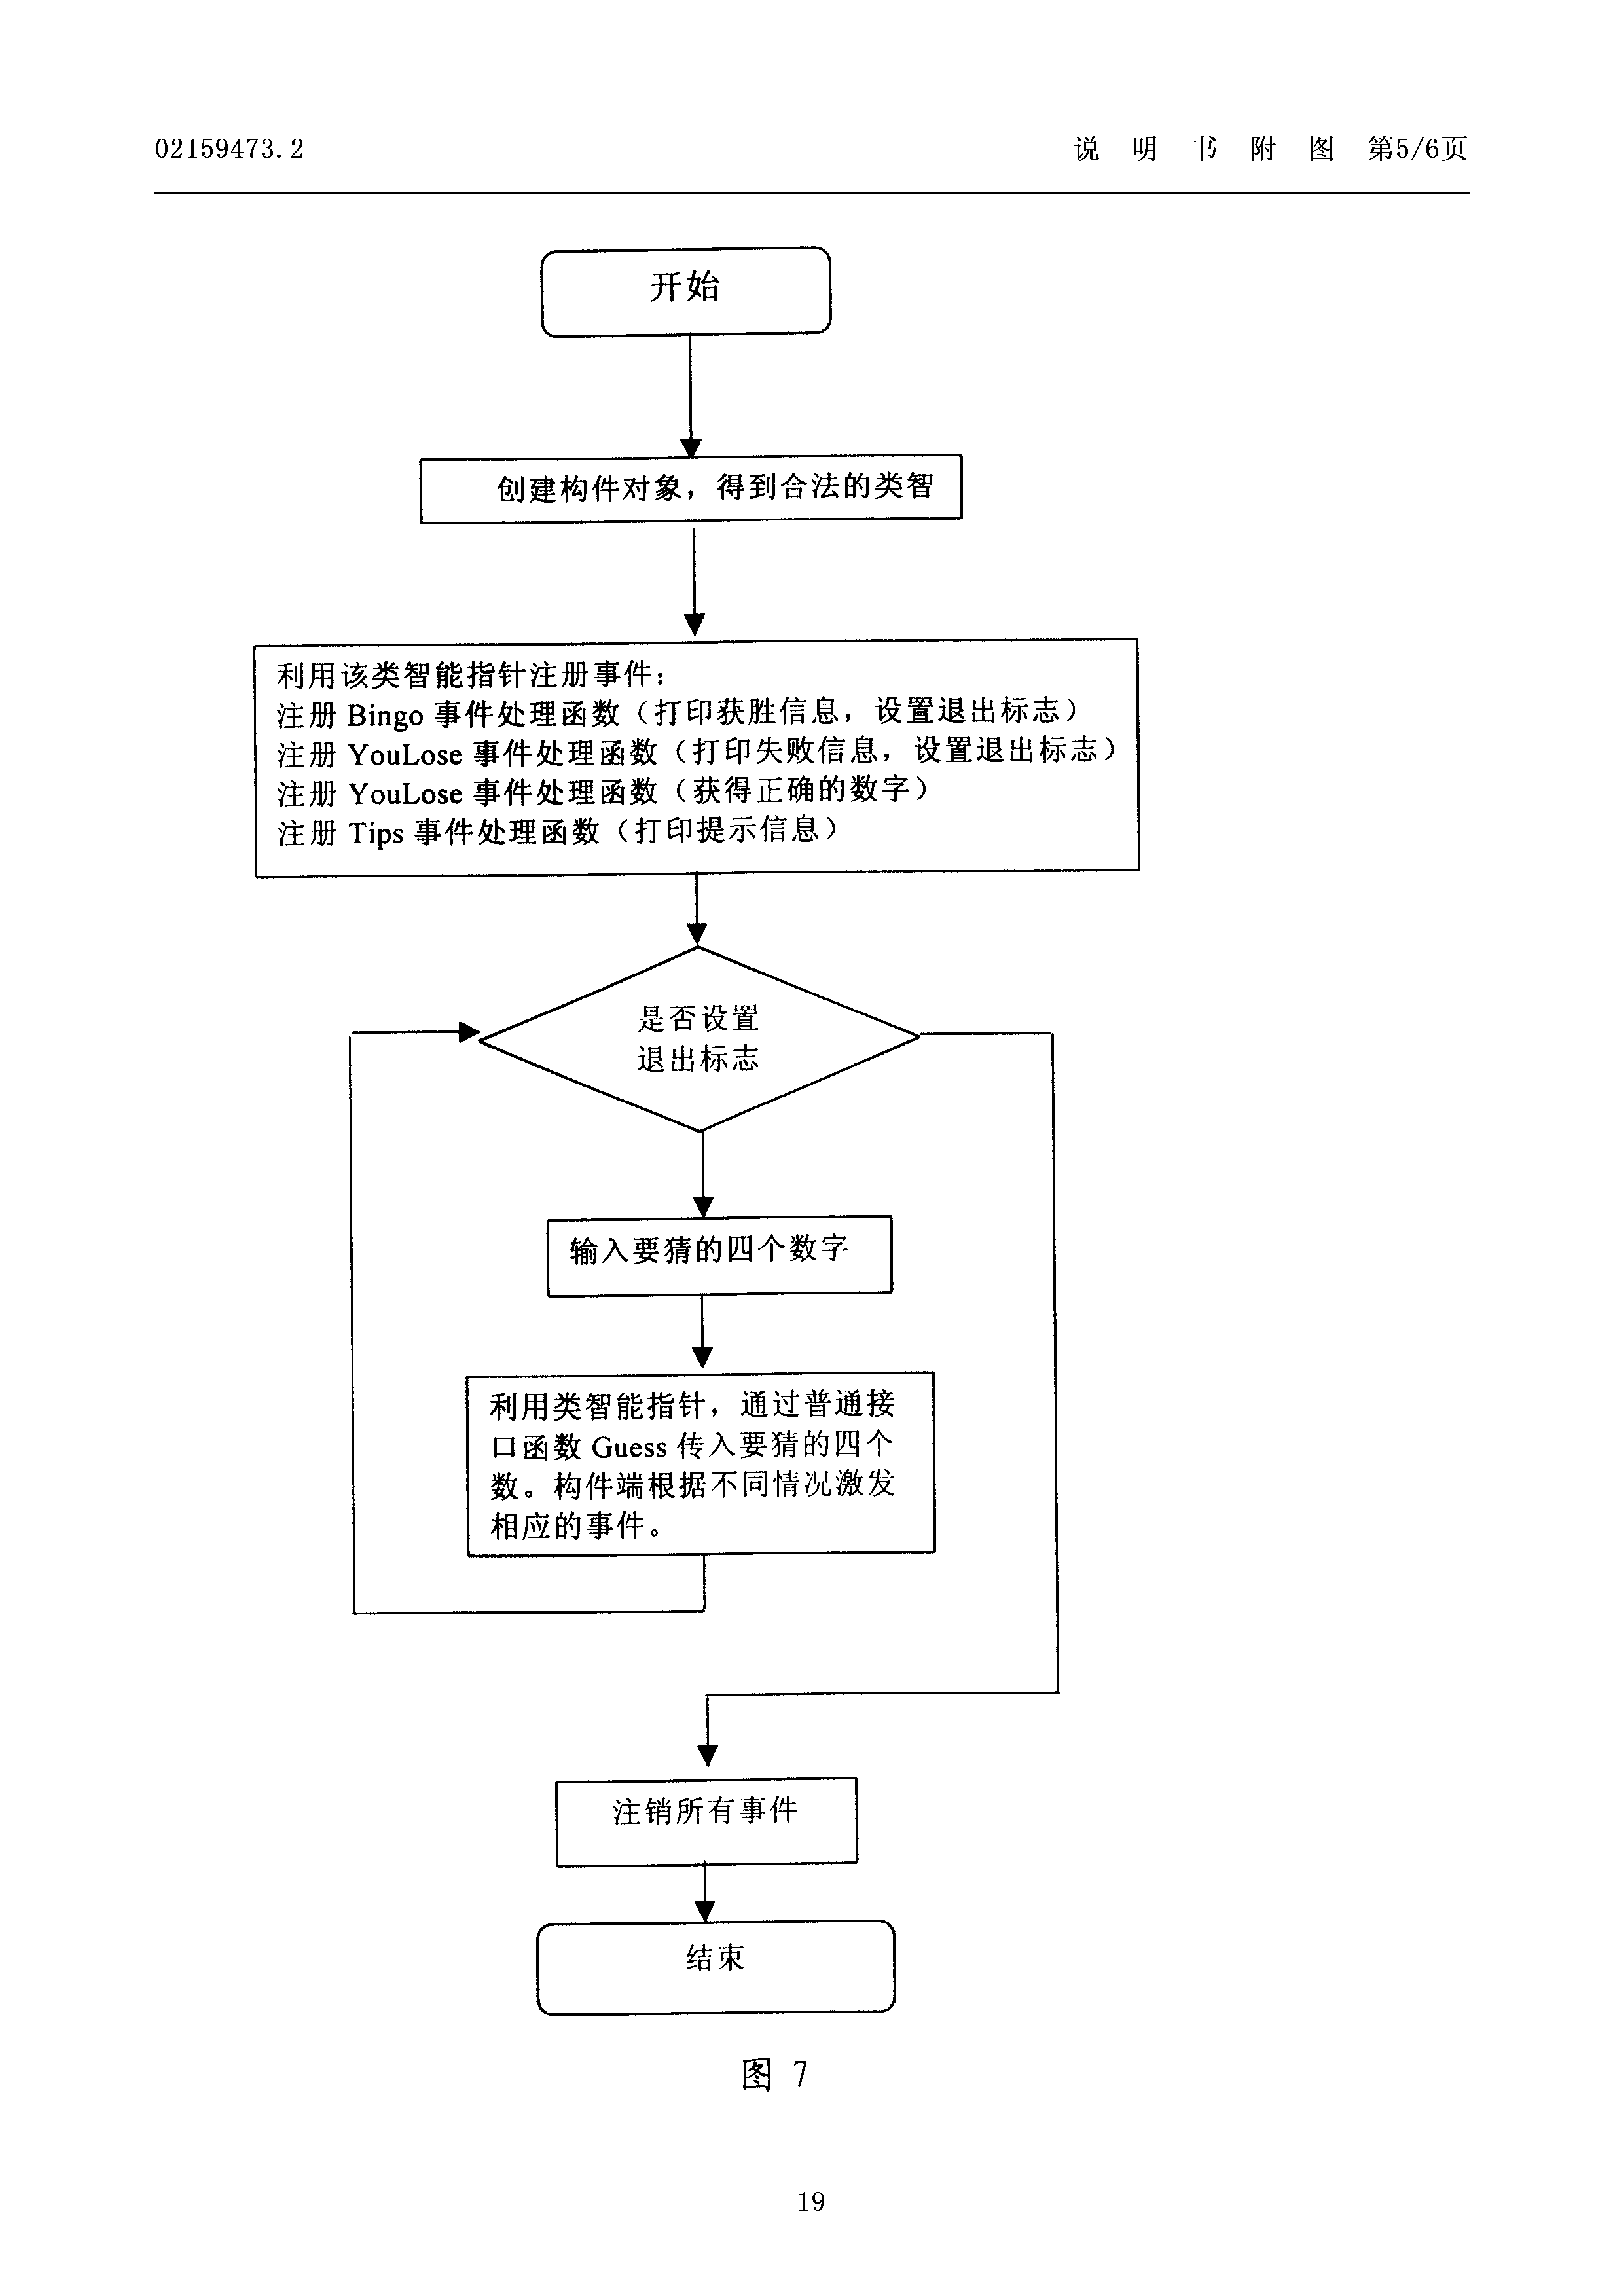 02159473.2
说 明 书 附 图 第5/6页
开始
创建构件对象，得到合法的类智
利用该类智能指针注册事件：
注册 Bingo 事件处理函数（打印获胜信息，设置退出标志）
注册 YouLose 事件处理函数（打印失败信息，设置退出标志）
注册 YouLose 事件处理函数（获得正确的数字）
注册 Tips 事件处理函数（打印提示信息）
是否设置
退出标志
输入要猜的四个数字
利用类智能指针，通过普通接
口函数 Guess 传入要猜的四个
数。构件端根据不同情况激发
相应的事件。
注销所有事件
结束
图 7
19